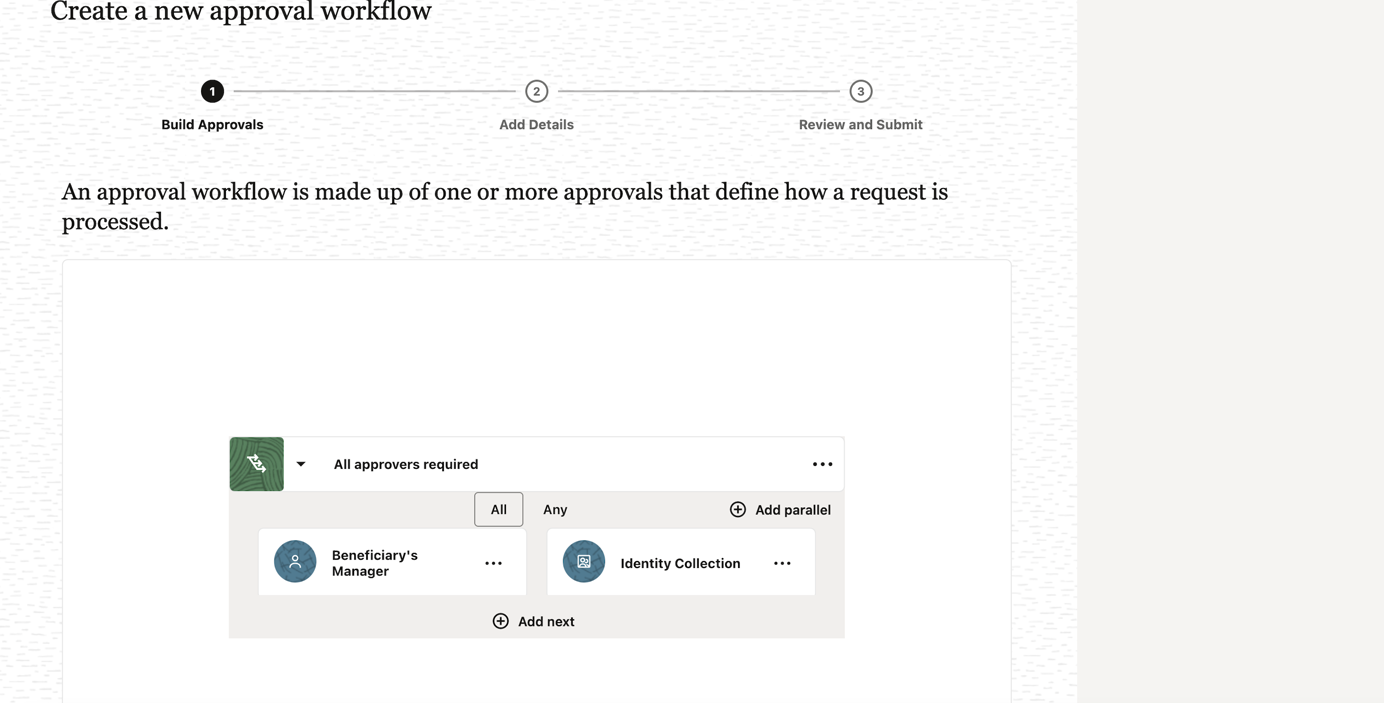 Create a new approval workflow
1
2
3
Build Approvals
Add Details
Review and Submit
An approval workflow is made up of one or more approvals that define how a request is
processed.
All approvers required
All
Any
Add parallel
Beneficiary's
Manager
Identity Collection
Add next